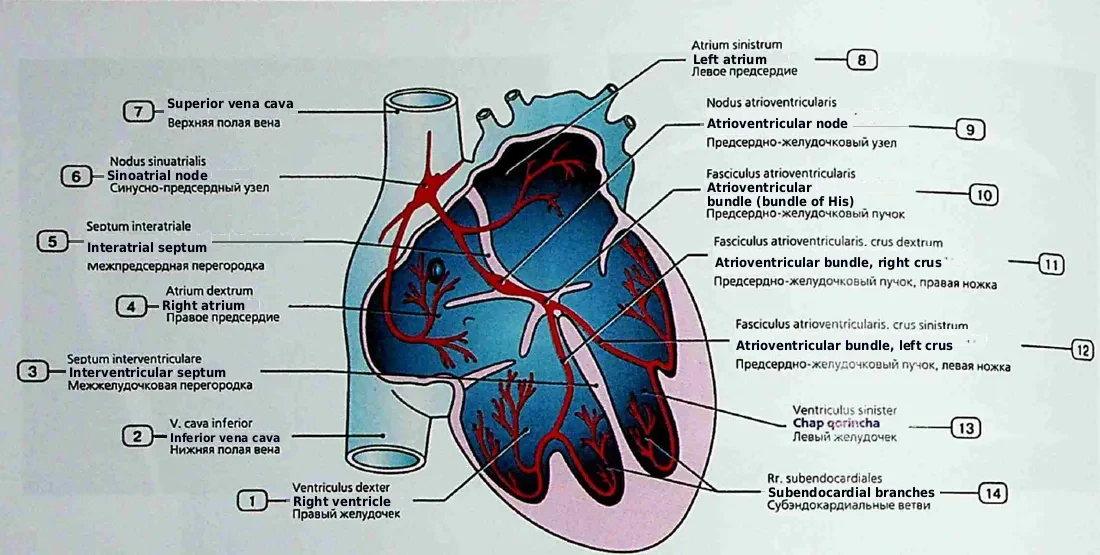 7
Superior vena cava
Верхняя полая вена
Nodus sinuatrialis
6
Sinoatrial node
Синусно-предсердный узел
Septum interatriale
5
Interatrial septum
Межпредсердная перегородка
Atrium dextrum
4
Right atrium
Правое предсердие
Septum interventriculare
3
Interventricular septum
Межжелудочковая перегородка
V. cava inferior
2
Inferior vena cava
Нижняя полая вена
Ventriculus dexter
1
Right ventricle
Правый желудочек
Atrium sinistrum
Left atrium
8
Левое предсердие
Nodus atrioventricularis
Atrioventricular node
9
Предсердно-желудочковый узел
Fasciculus atrioventricularis
Atrioventricular
10
bundle (bundle of His)
Предсердно-желудочковый пучок
Fasciculus atrioventricularis. crus dextrum
Atrioventricular bundle, right crus
11
Предсердно-желудочковый пучок, правая ножка
Fasciculus atrioventricularis. crus sinistrum
Atrioventricular bundle, left crus
12
Предсердно-желудочковый пучок, левая ножка
Ventriculus sinister
Chap qorincha
13
Левый желудочек
Rr. subendocardiales
Subendocardial branches
14
Субэндокардиальные ветви